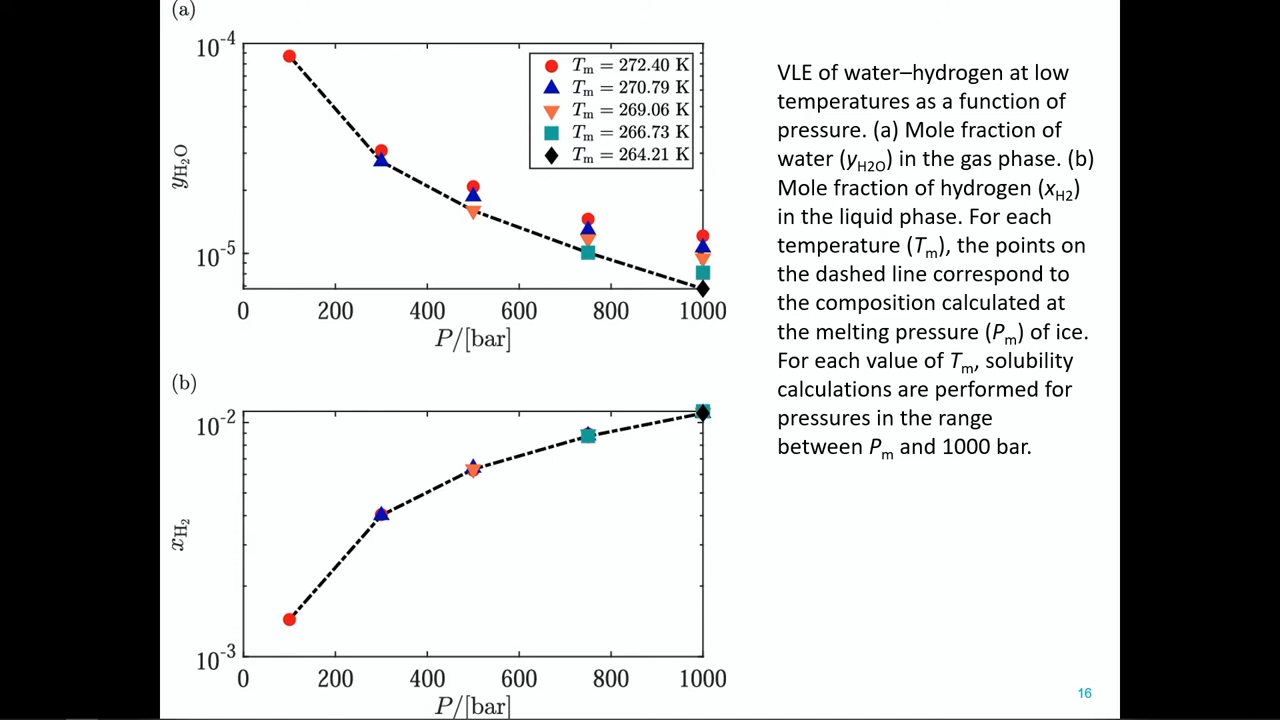 (a)
10⁻⁴
10⁻⁵
y_H₂O
T_m = 272.40 K
T_m = 270.79 K
T_m = 269.06 K
T_m = 266.73 K
T_m = 264.21 K
0 200 400 600 800 1000
P/[bar]
(b)
10⁻²
10⁻³
x_H₂
0 200 400 600 800 1000
P/[bar]
VLE of water–hydrogen at low
temperatures as a function of
pressure. (a) Mole fraction of
water (y_H2O) in the gas phase. (b)
Mole fraction of hydrogen (x_H2)
in the liquid phase. For each
temperature (T_m), the points on
the dashed line correspond to
the composition calculated at
the melting pressure (P_m) of ice.
For each value of T_m, solubility
calculations are performed for
pressures in the range
between P_m and 1000 bar.
16